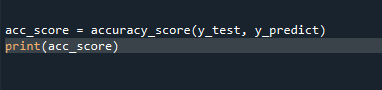 acc_score = accuracy_score(y_test, y_predict)
print(acc_score)